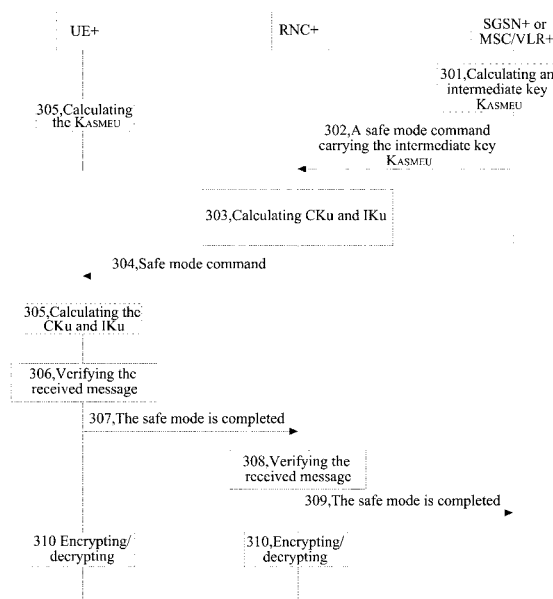 UE+
RNC+
SGSN+ or
MSC/VLR+
301,Calculating an
intermediate key
KASMEU
305,Calculating
the KASMEU
302,A safe mode command
carrying the intermediate key
KASMEU
303,Calculating CKu and IKu
304,Safe mode command
305,Calculating the
CKu and IKu
306,Verifying the
received message
307,The safe mode is completed
308,Verifying the
received message
309,The safe mode is completed
310 Encrypting/
decrypting
310,Encrypting/
decrypting